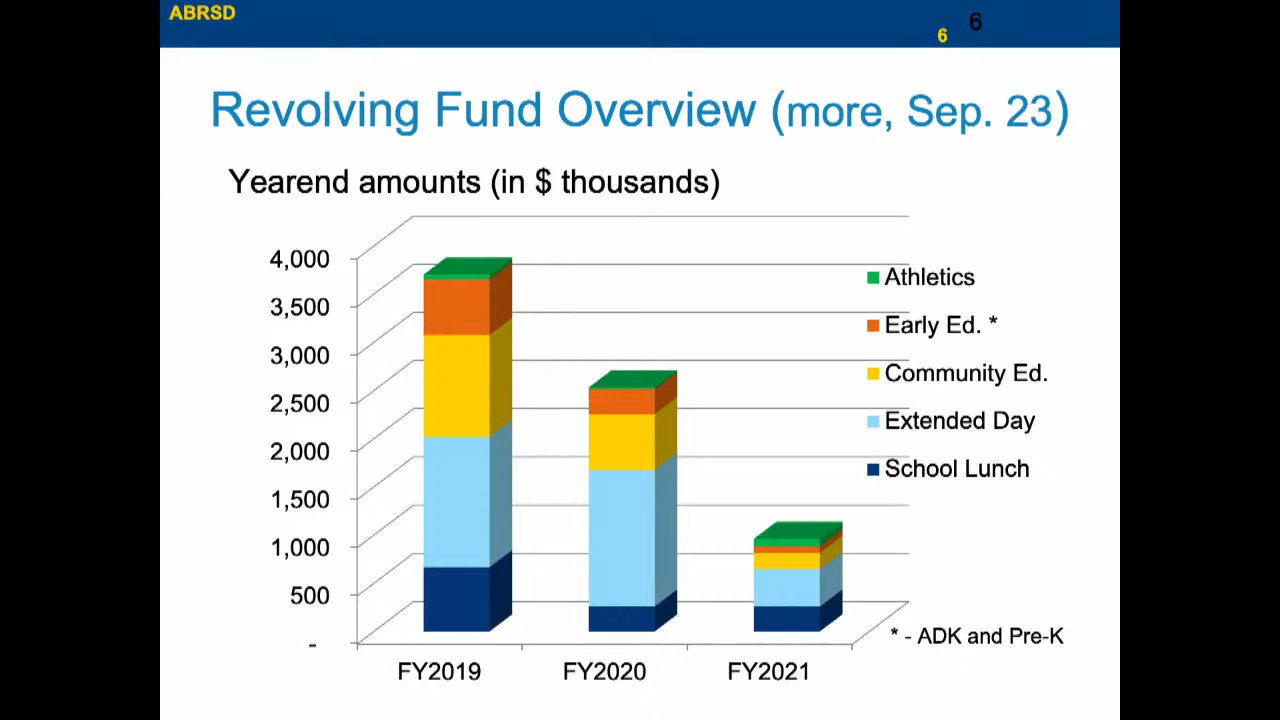 ABRSD
6
6
Revolving Fund Overview (more, Sep. 23)
Yearend amounts (in $ thousands)
4,000
3,500
3,000
2,500
2,000
1,500
1,000
500
-
FY2019
FY2020
FY2021
Athletics
Early Ed. *
Community Ed.
Extended Day
School Lunch
* - ADK and Pre-K